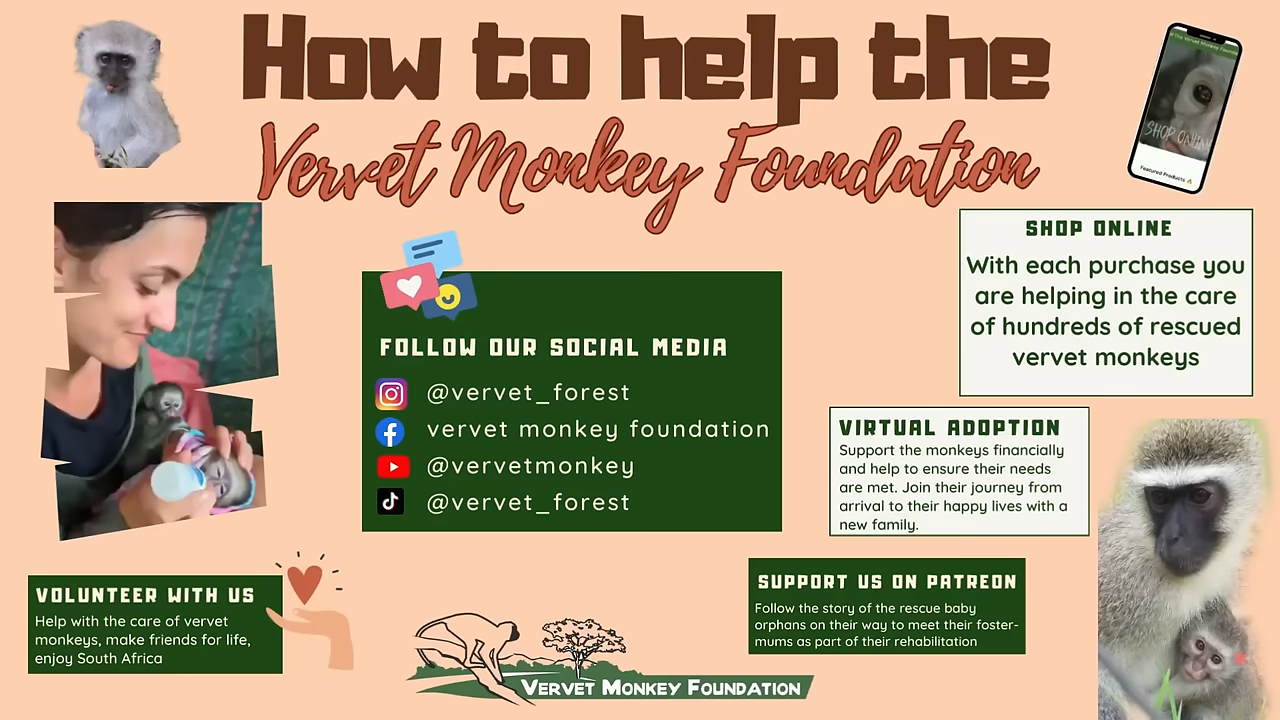 How to help the
Vervet Monkey Foundation
The Vervet Monkey
SHOP ONLINE
Featured Products
SHOP ONLINE
With each purchase you
are helping in the care
of hundreds of rescued
vervet monkeys
FOLLOW OUR SOCIAL MEDIA
@vervet_forest
vervet monkey foundation
@vervetmonkey
@vervet_forest
VIRTUAL ADOPTION
Support the monkeys financially
and help to ensure their needs
are met. Join their journey from
arrival to their happy lives with a
new family.
VOLUNTEER WITH US
Help with the care of vervet
monkeys, make friends for life,
enjoy South Africa
SUPPORT US ON PATREON
Follow the story of the rescue baby
orphans on their way to meet their foster-
mums as part of their rehabilitation
VERVET MONKEY FOUNDATION